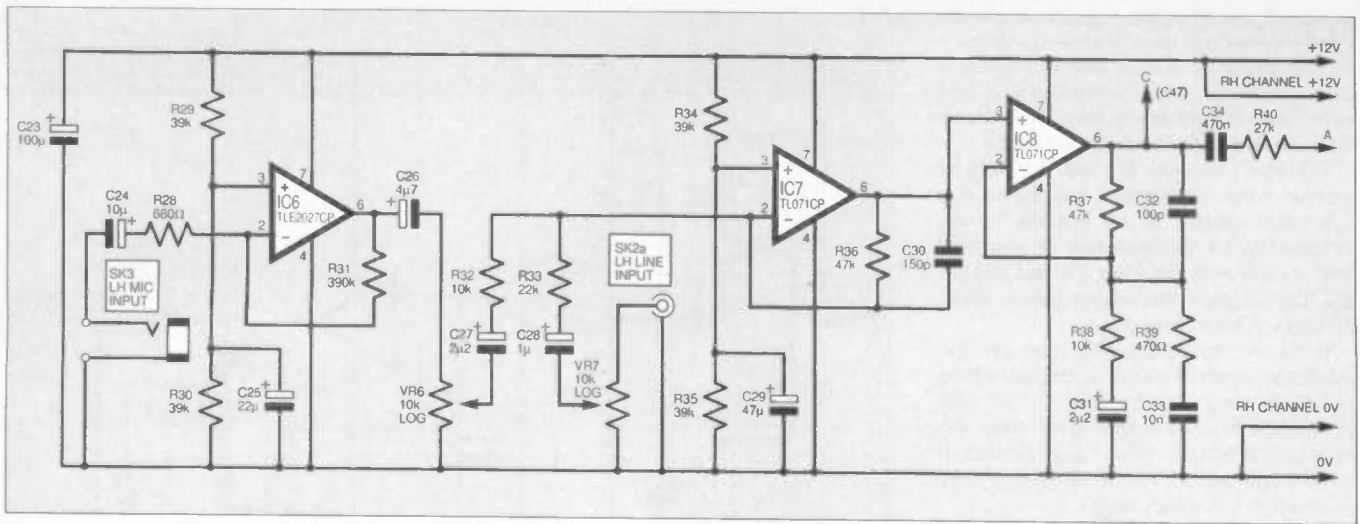 +12V
RH CHANNEL +12V
C
(C47)
C23
100µ
R29
39k
C24
10µ
R28
680Ω
SK3
LH MIC
INPUT
IC6
TLE2027CP
3
2
7
4
6
C26
4µ7
R31
390k
R30
39k
C25
22µ
VR6
10k
LOG
R32
10k
C27
2µ2
R33
22k
C28
1µ
SK2a
LH LINE
INPUT
VR7
10k
LOG
R34
39k
IC7
TL071CP
3
2
7
4
6
R36
47k
C30
150p
R35
39k
C29
47µ
IC8
TL071CP
3
2
7
4
6
R37
47k
C32
100p
C34
470n
R40
27k
A
R38
10k
R39
470Ω
C31
2µ2
C33
10n
RH CHANNEL 0V
0V